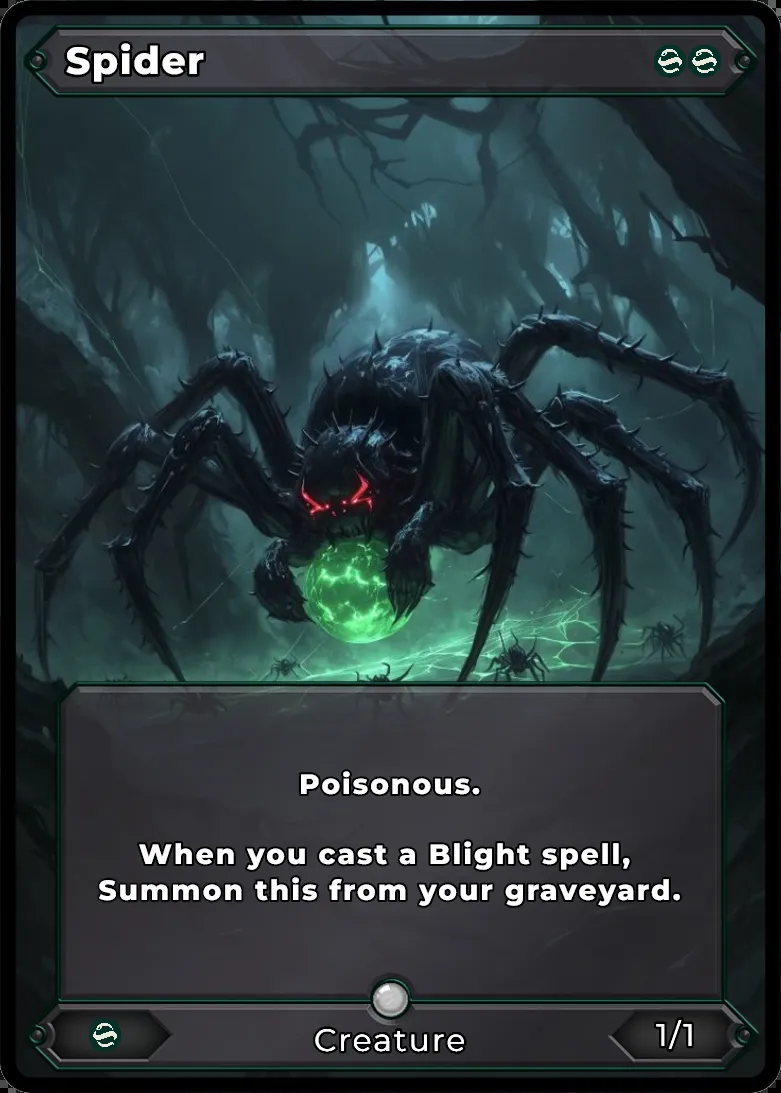 Spider
Poisonous.
When you cast a Blight spell,
Summon this from your graveyard.
Creature
1/1